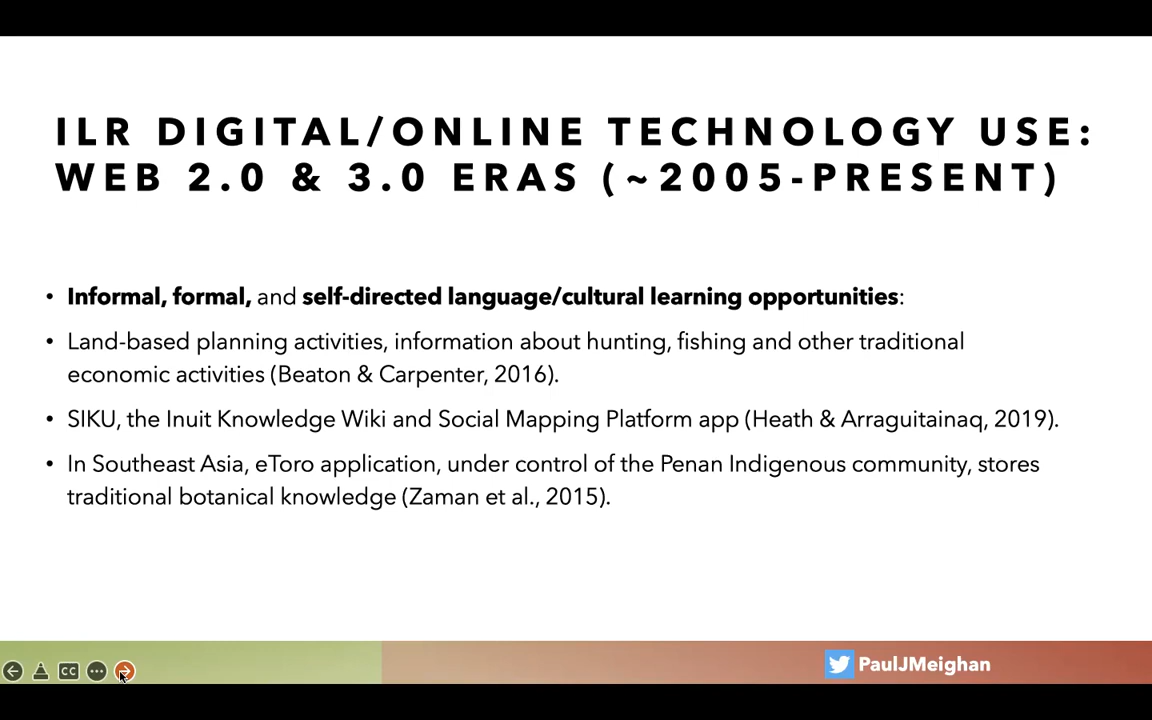 ILR DIGITAL/ONLINE TECHNOLOGY USE:
WEB 2.0 & 3.0 ERAS (~2005-PRESENT)
• Informal, formal, and self-directed language/cultural learning opportunities:
• Land-based planning activities, information about hunting, fishing and other traditional
economic activities (Beaton & Carpenter, 2016).
• SIKU, the Inuit Knowledge Wiki and Social Mapping Platform app (Heath & Arraguitainaq, 2019).
• In Southeast Asia, eToro application, under control of the Penan Indigenous community, stores
traditional botanical knowledge (Zaman et al., 2015).
CC
PaulJMeighan